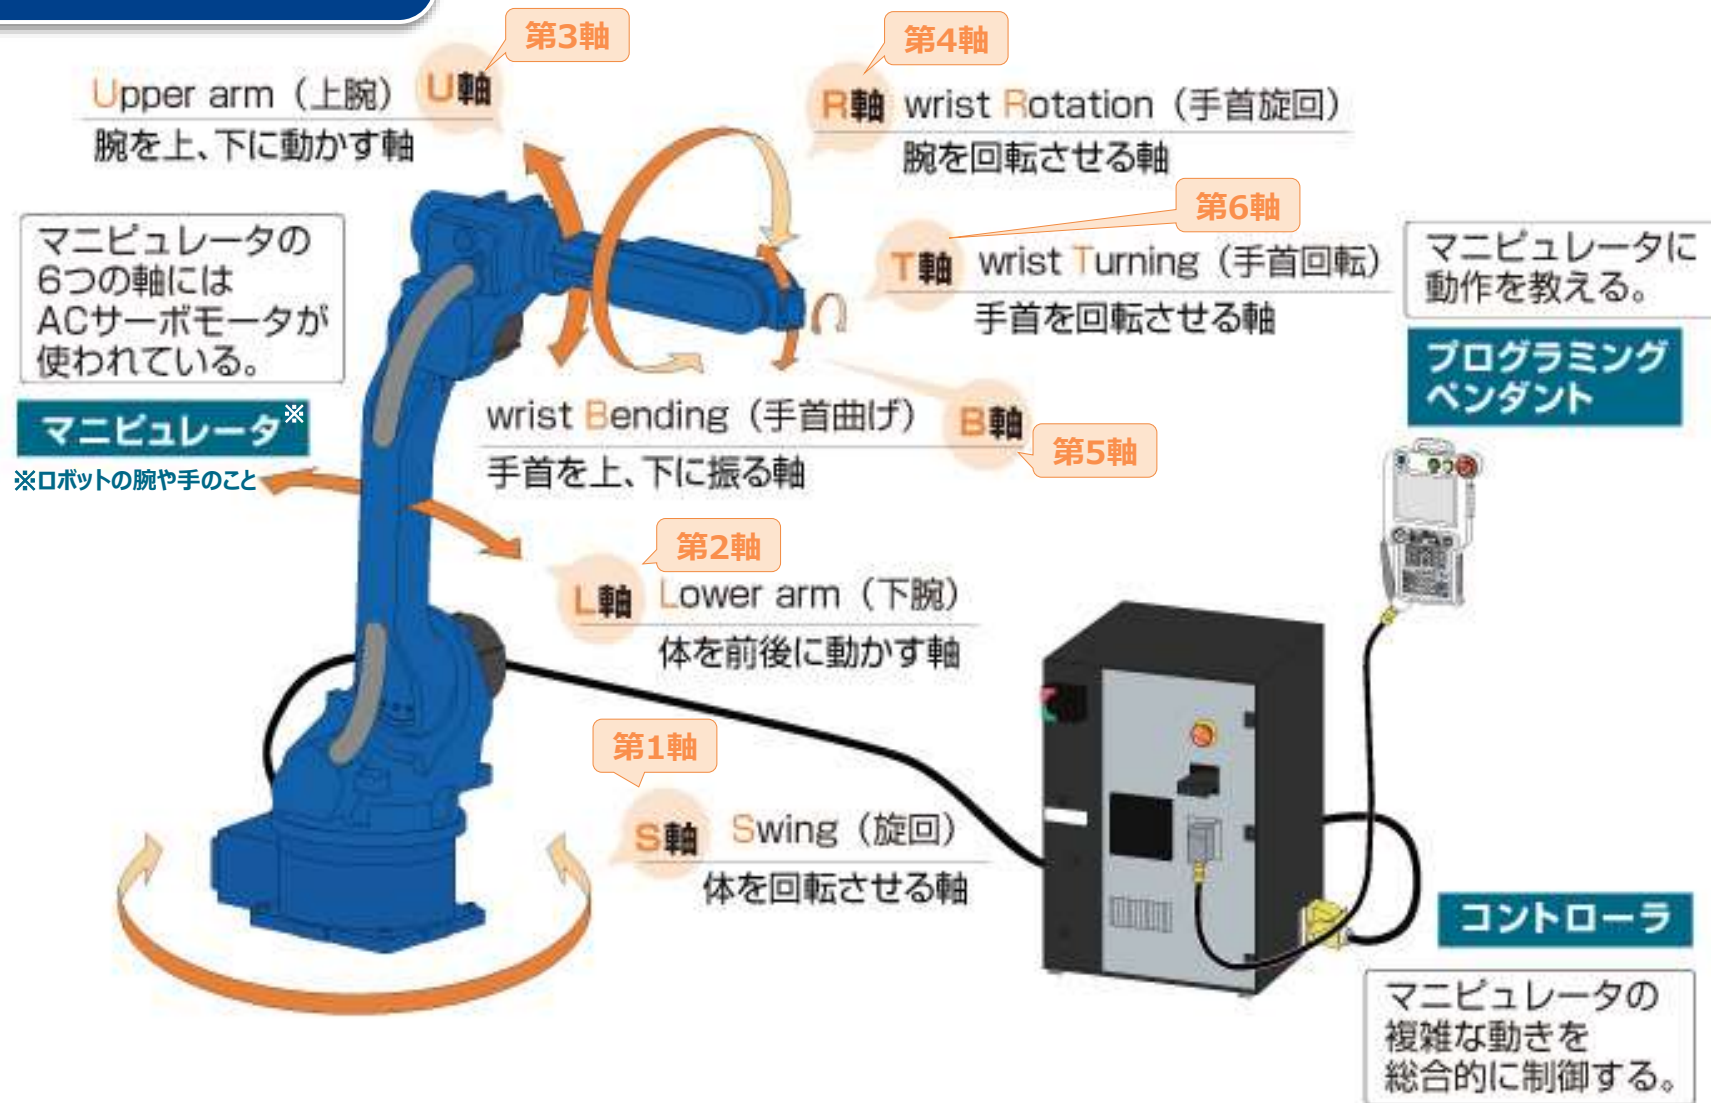 第3軸
Upper arm（上腕） U軸
腕を上、下に動かす軸
第4軸
R軸 wrist Rotation（手首旋回）
腕を回転させる軸
第6軸
T軸 wrist Turning（手首回転）
手首を回転させる軸
マニピュレータの
6つの軸には
ACサーボモータが
使われている。
マニピュレータ※
※ロボットの腕や手のこと
マニピュレータに
動作を教える。
プログラミング
ペンダント
wrist Bending（手首曲げ） B軸
手首を上、下に振る軸
第5軸
第2軸
L軸 Lower arm（下腕）
体を前後に動かす軸
第1軸
S軸 Swing（旋回）
体を回転させる軸
コントローラ
マニピュレータの
複雑な動きを
総合的に制御する。